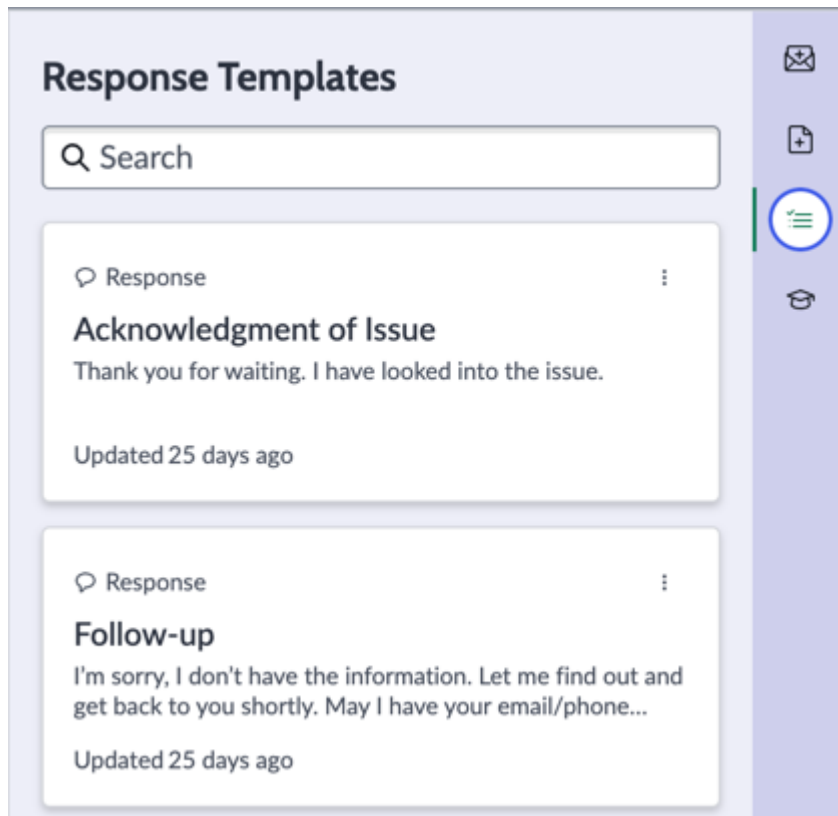 Response Templates
Search
Response
Acknowledgment of Issue
Thank you for waiting. I have looked into the issue.
Updated 25 days ago
Response
Follow-up
I'm sorry, I don't have the information. Let me find out and
get back to you shortly. May I have your email/phone...
Updated 25 days ago